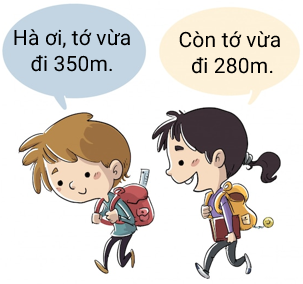 Hà ơi, tớ vừa
đi 350m.
Còn tớ vừa
đi 280m.